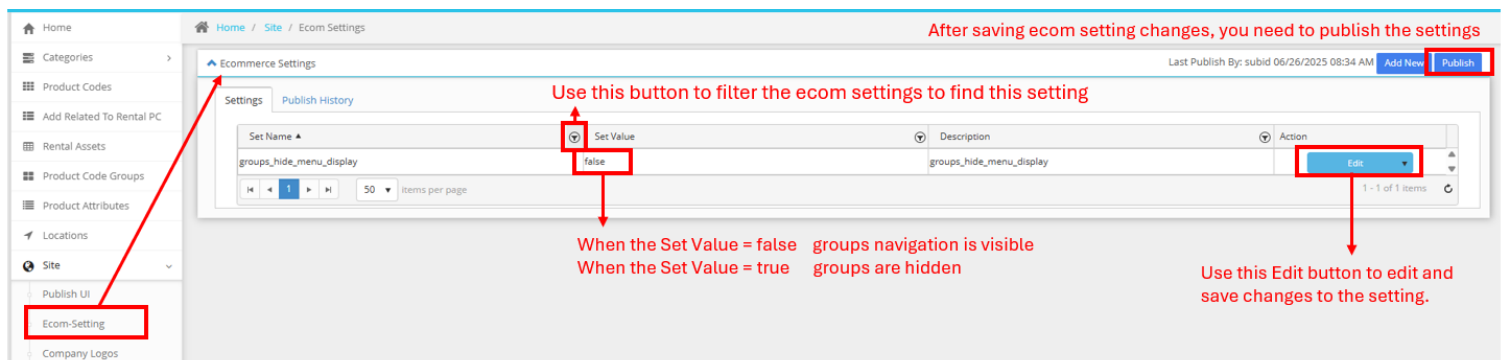 Home
Categories
Product Codes
Add Related To Rental PC
Rental Assets
Product Code Groups
Product Attributes
Locations
Site
Publish UI
Ecom-Setting
Company Logos
Home / Site / Ecom Settings
After saving ecom setting changes, you need to publish the settings
Ecommerce Settings
Last Publish By: subid 06/26/2025 08:34 AM Add New Publish
Settings Publish History
Use this button to filter the ecom settings to find this setting
Set Name Set Value Description Action
groups_hide_menu_display false groups_hide_menu_display Edit
1 50 items per page 1 - 1 of 1 items
When the Set Value = false groups navigation is visible
When the Set Value = true groups are hidden
Use this Edit button to edit and
save changes to the setting.